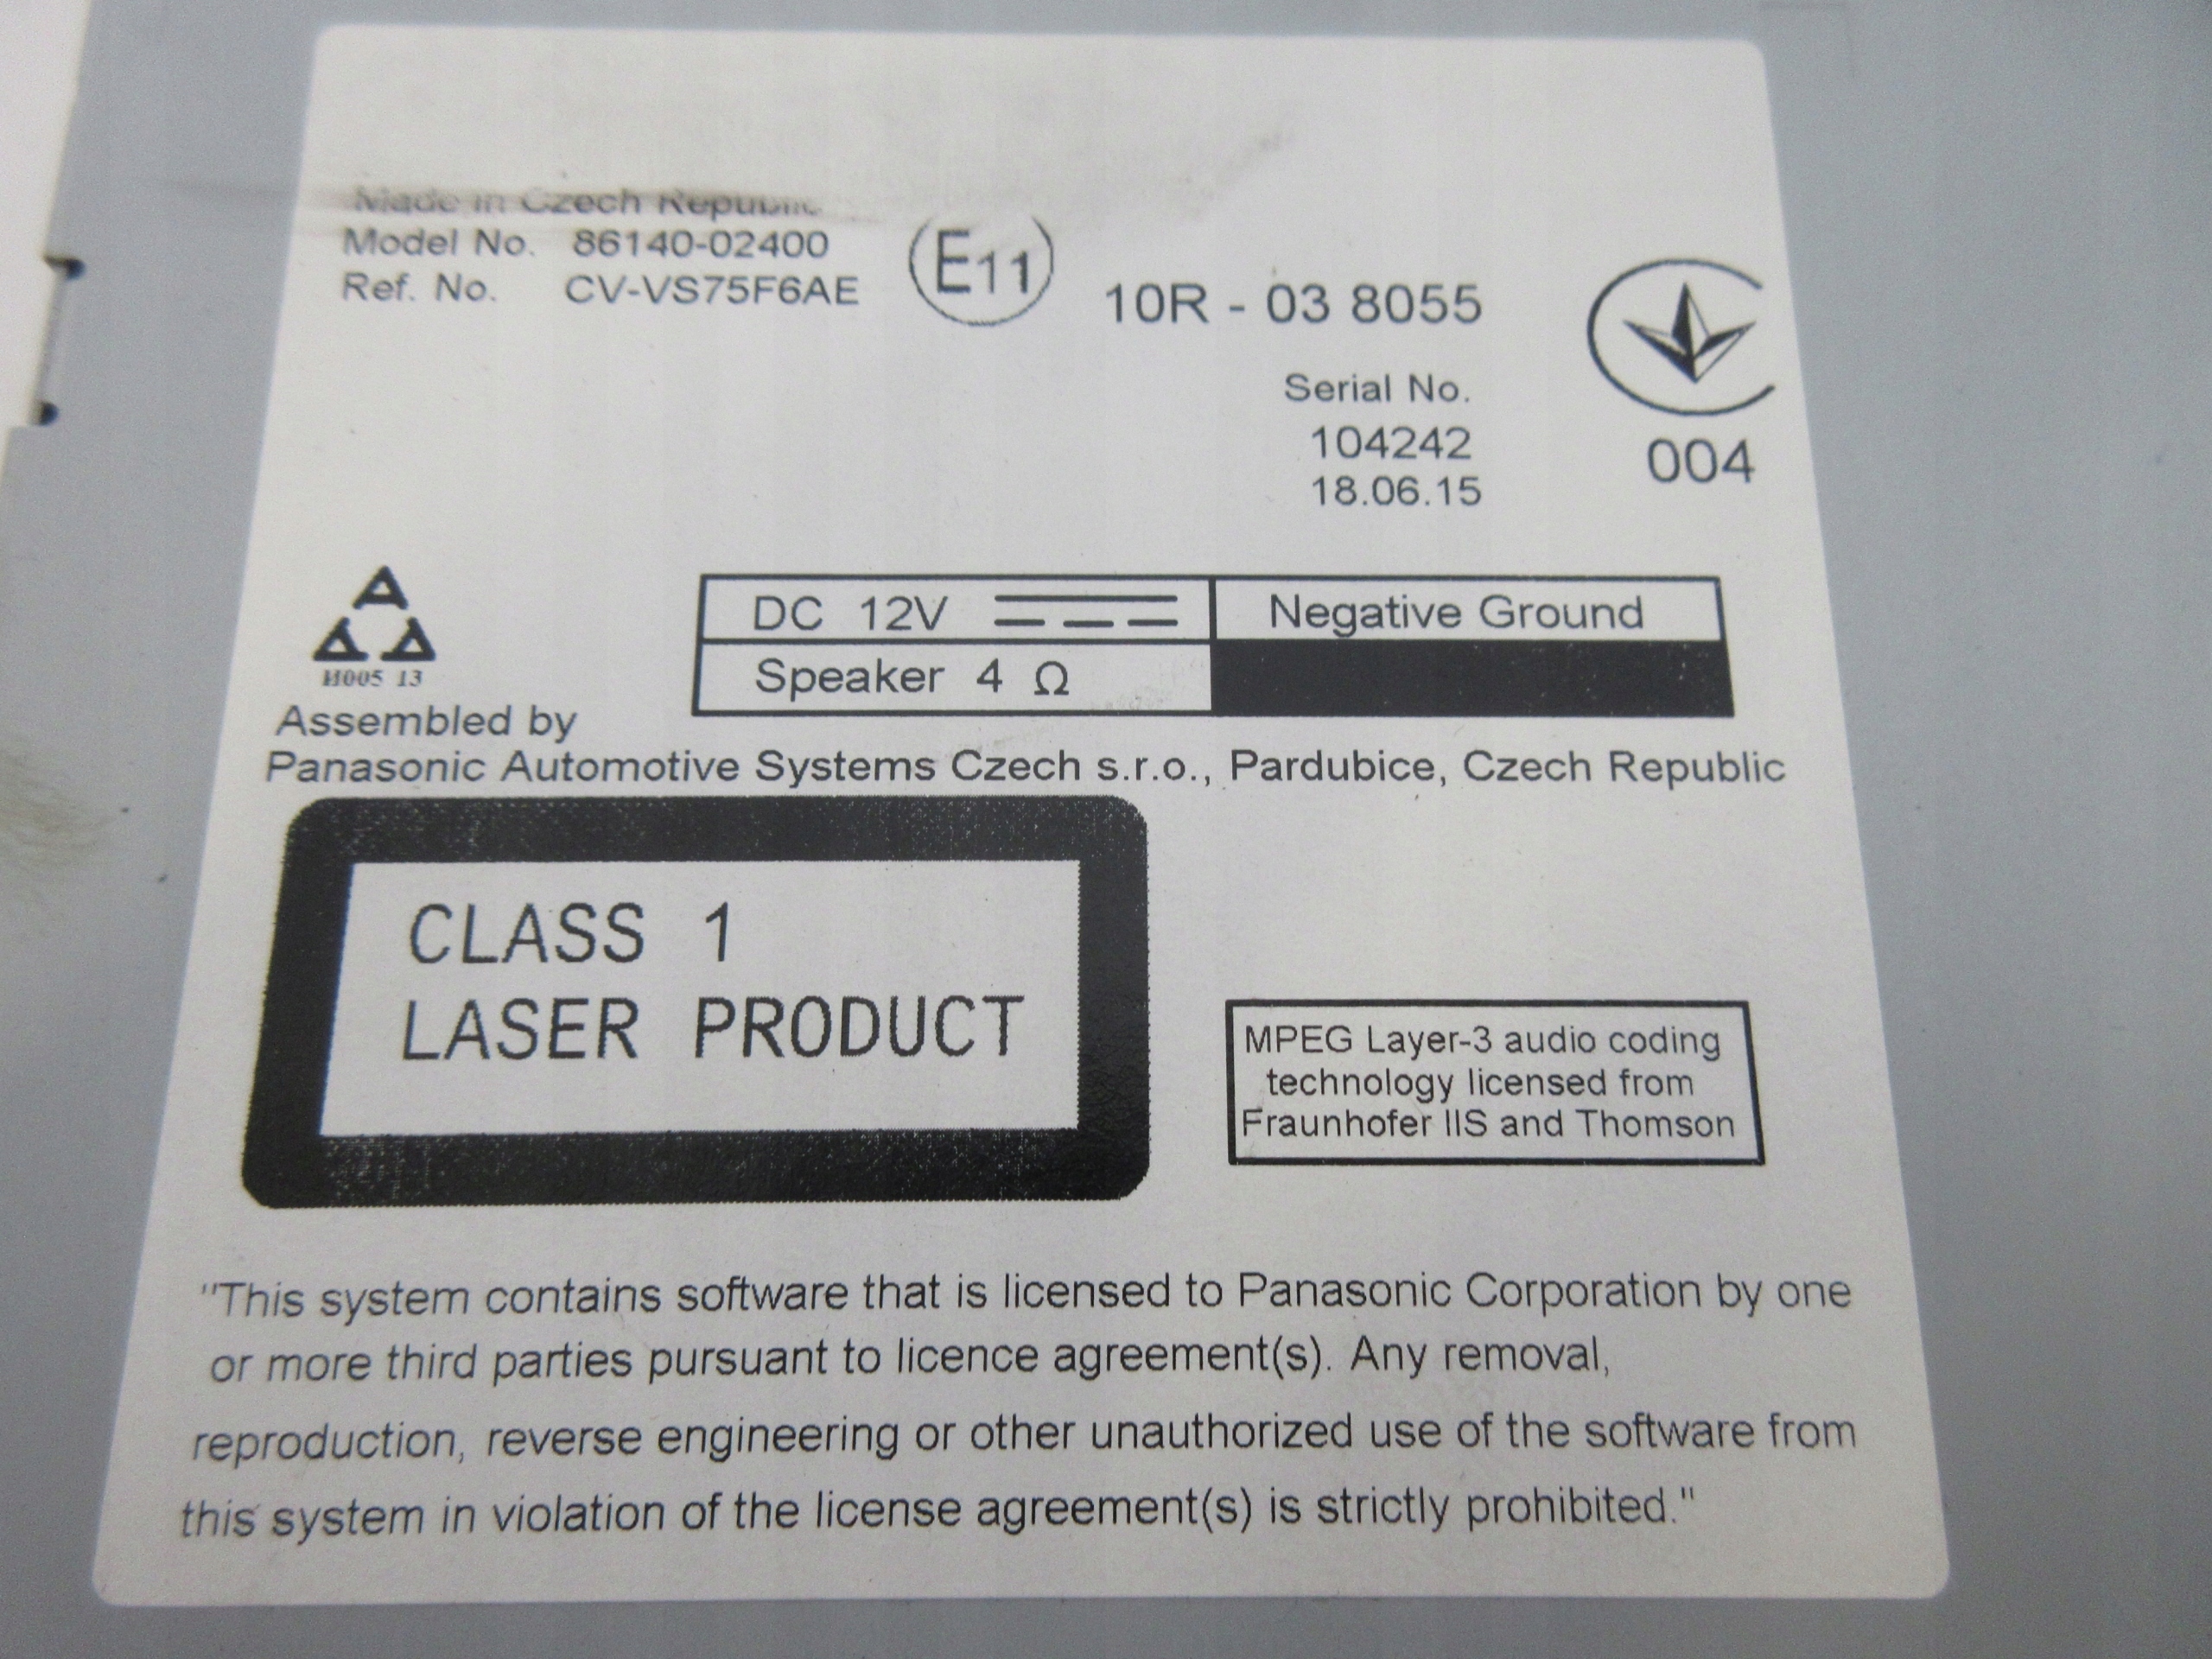 Made in Czech Republic
Model No. 86140-02400
Ref. No. CV-VS75F6AE
E11
10R - 03 8055
Serial No.
104242
18.06.15
004
И005 13
DC 12V
Negative Ground
Speaker 4 Ω
Assembled by
Panasonic Automotive Systems Czech s.r.o., Pardubice, Czech Republic
CLASS 1
LASER PRODUCT
MPEG Layer-3 audio coding
technology licensed from
Fraunhofer IIS and Thomson
"This system contains software that is licensed to Panasonic Corporation by one
or more third parties pursuant to licence agreement(s). Any removal,
reproduction, reverse engineering or other unauthorized use of the software from
this system in violation of the license agreement(s) is strictly prohibited."